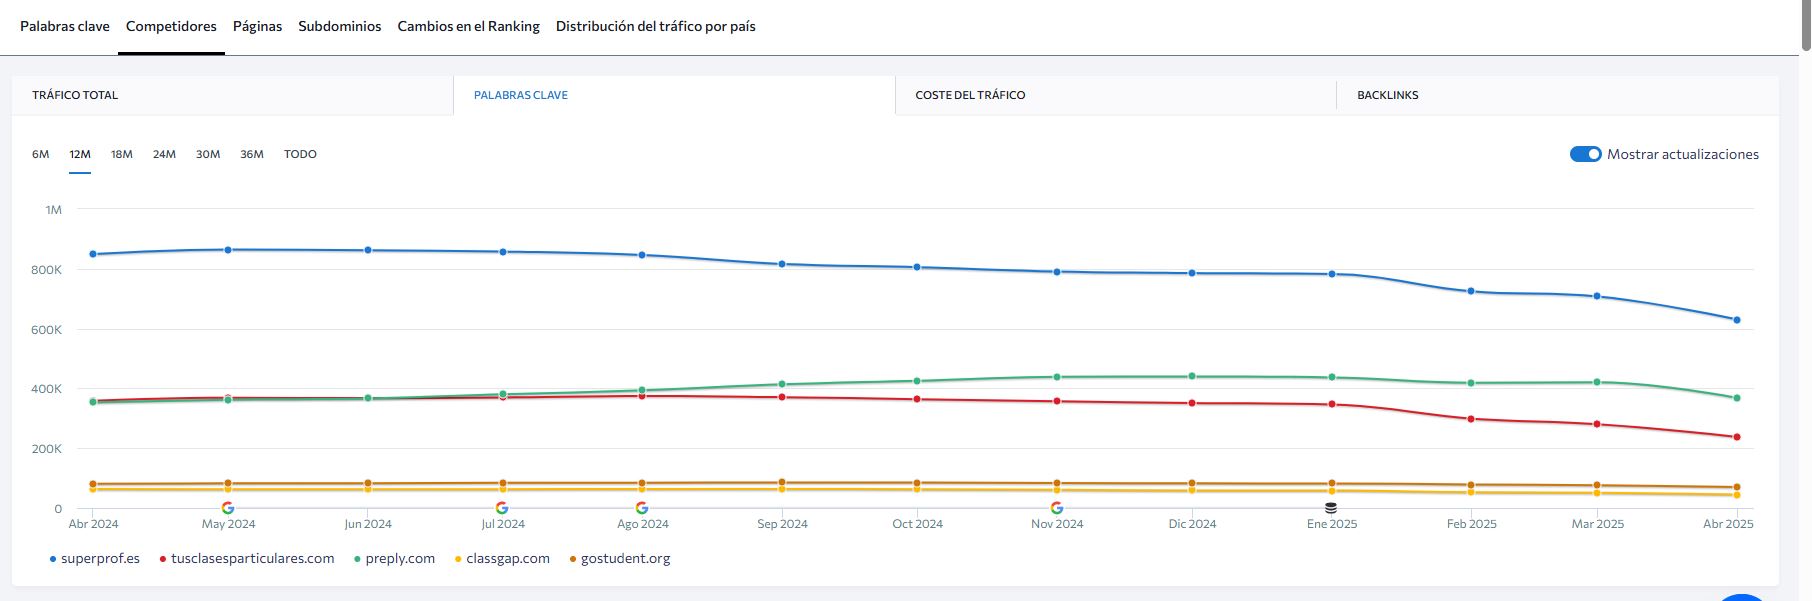 Palabras clave Competidores Páginas Subdominios Cambios en el Ranking Distribución del tráfico por país
TRÁFICO TOTAL PALABRAS CLAVE COSTE DEL TRÁFICO BACKLINKS
6M 12M 18M 24M 30M 36M TODO Mostrar actualizaciones
1M
800K
600K
400K
200K
0
Abr 2024 May 2024 Jun 2024 Jul 2024 Ago 2024 Sep 2024 Oct 2024 Nov 2024 Dic 2024 Ene 2025 Feb 2025 Mar 2025 Abr 2025
superprof.es tusclasesparticulares.com preply.com classgap.com gostudent.org